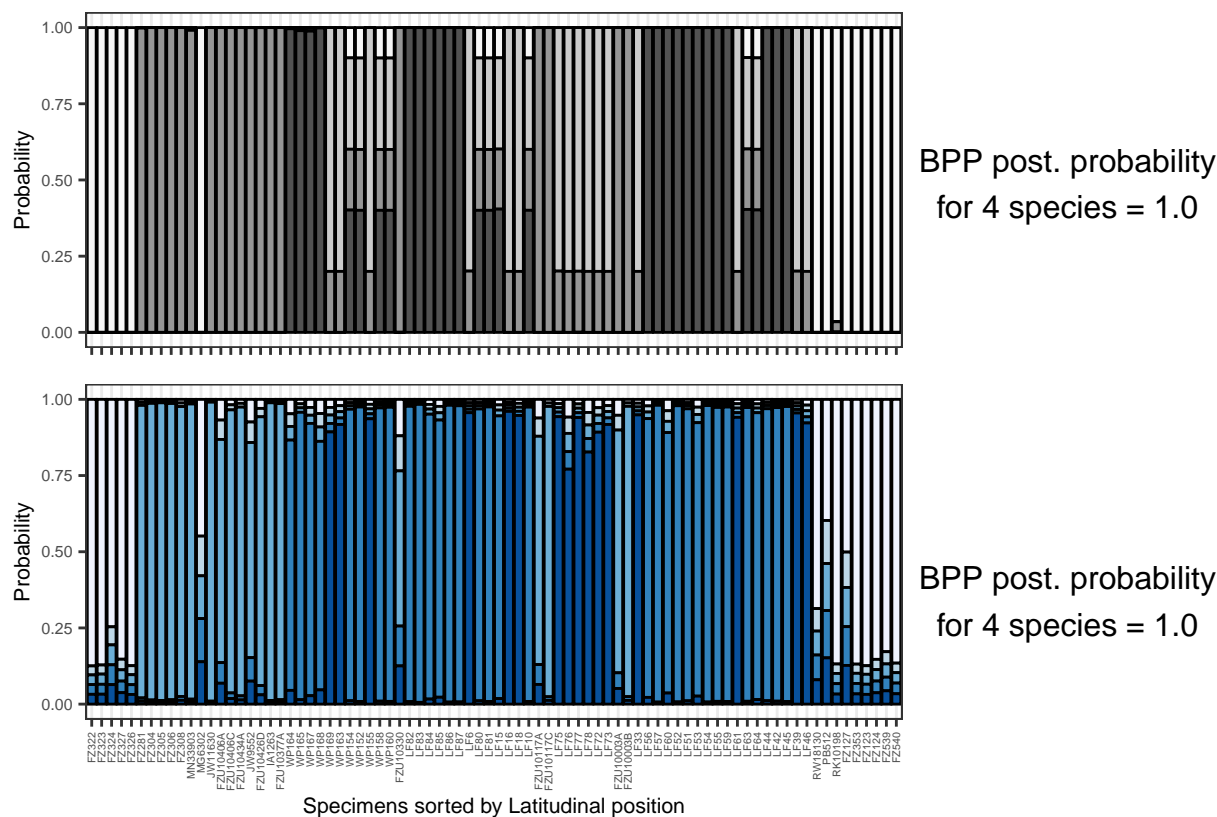 1.00
0.75
0.50
0.25
0.00
Probability
BPP post. probability
for 4 species = 1.0
1.00
0.75
0.50
0.25
0.00
Probability
BPP post. probability
for 4 species = 1.0
FZ322
FZ323
FZ324
FZ327
FZ326
FZ281
FZ304
FZ305
FZ306
FZ308
MN33903
MG6302
JW11630
FZU10406A
FZU10406C
FZU10434A
JW9552
FZU10426D
IA1263
FZU10377A
WP164
WP165
WP167
WP168
WP169
WP163
WP154
WP152
WP155
WP158
WP160
FZU10330
LF82
LF83
LF84
LF85
LF86
LF87
LF6
LF80
LF81
LF15
LF16
LF18
LF10
FZU10117A
FZU10117C
LF75
LF76
LF77
LF78
LF72
LF73
FZU10003A
FZU10003B
LF33
LF56
LF57
LF60
LF52
LF51
LF53
LF54
LF55
LF59
LF61
LF63
LF64
LF44
LF42
LF45
LF39
LF46
RW18130
PB517
RK10198
FZ127
FZ533
FZ123
FZ124
FZ539
FZ540
Specimens sorted by Latitudinal position